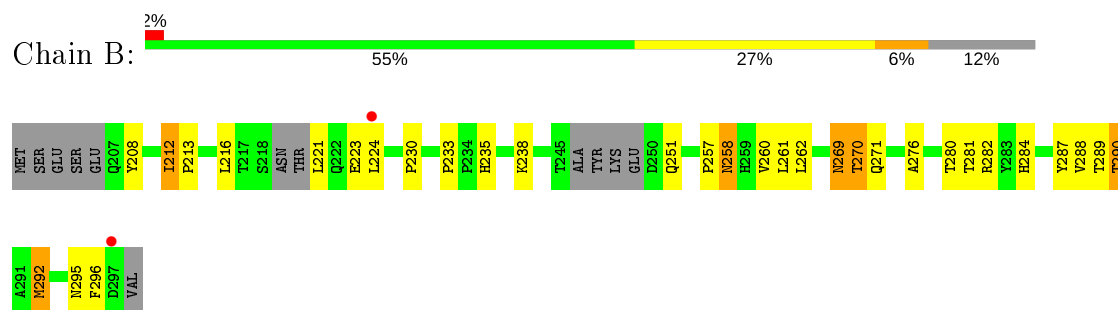 2%
Chain B:
55% 27% 6% 12%
MET SER GLU SER GLU Q207 Y208 I212 P213 L216 T217 S218 ASN THR L221 Q222 E223 L224 P230 P233 P234 H235 K238 T245 ALA TYR LYS GLU D250 Q251 P257 N258 H259 V260 L261 L262 N269 T270 Q271 A276 T280 T281 R282 Y283 H284 Y287 V288 T289
A291 M292 N295 F296 D297 VAL